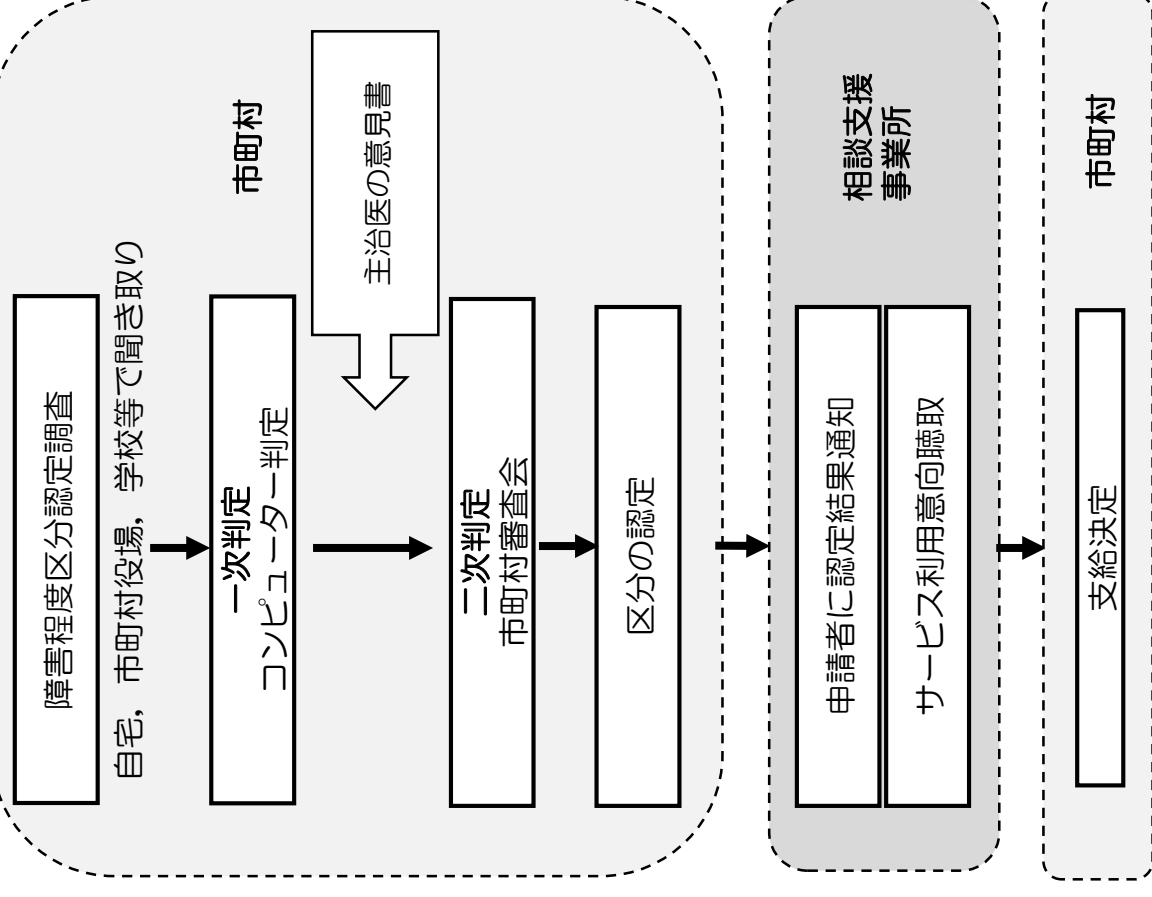 障害程度区分認定調査
自宅，市町村役場，学校等で聞き取り
市町村
一次判定
コンピューター判定
主治医の意見書
二次判定
市町村審査会
区分の認定
相談支援
事業所
申請者に認定結果通知
サービス利用意向聴取
市町村
支給決定